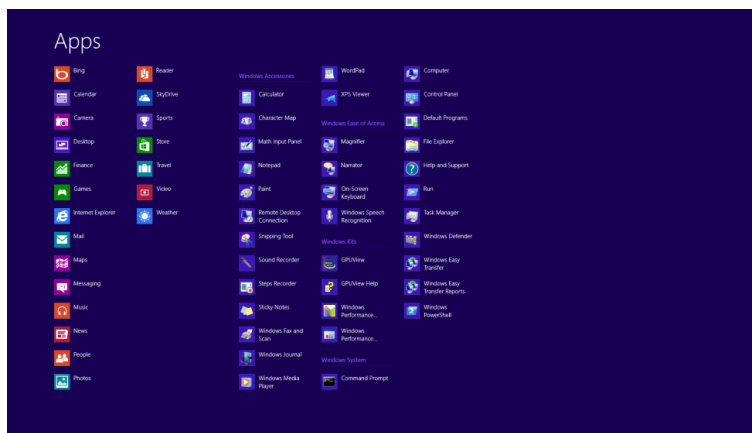 Apps
Bing
Calendar
Camera
Desktop
Finance
Games
Internet Explorer
Mail
Maps
Messaging
Music
News
People
Photos
Reader
SkyDrive
Sports
Store
Travel
Video
Weather
Windows Accessories
Calculator
Character Map
Math Input Panel
Notepad
Paint
Remote Desktop
Connection
Snipping Tool
Sound Recorder
Steps Recorder
Sticky Notes
Windows Fax and
Scan
Windows Journal
Windows Media
Player
WordPad
XPS Viewer
Windows Ease of Access
Magnifier
Narrator
On-Screen
Keyboard
Windows Speech
Recognition
Windows Kits
GPUView
GPUView Help
Windows
Performance...
Windows
Performance...
Windows System
Command Prompt
Computer
Control Panel
Default Programs
File Explorer
Help and Support
Run
Task Manager
Windows Defender
Windows Easy
Transfer
Windows Easy
Transfer Reports
Windows
PowerShell